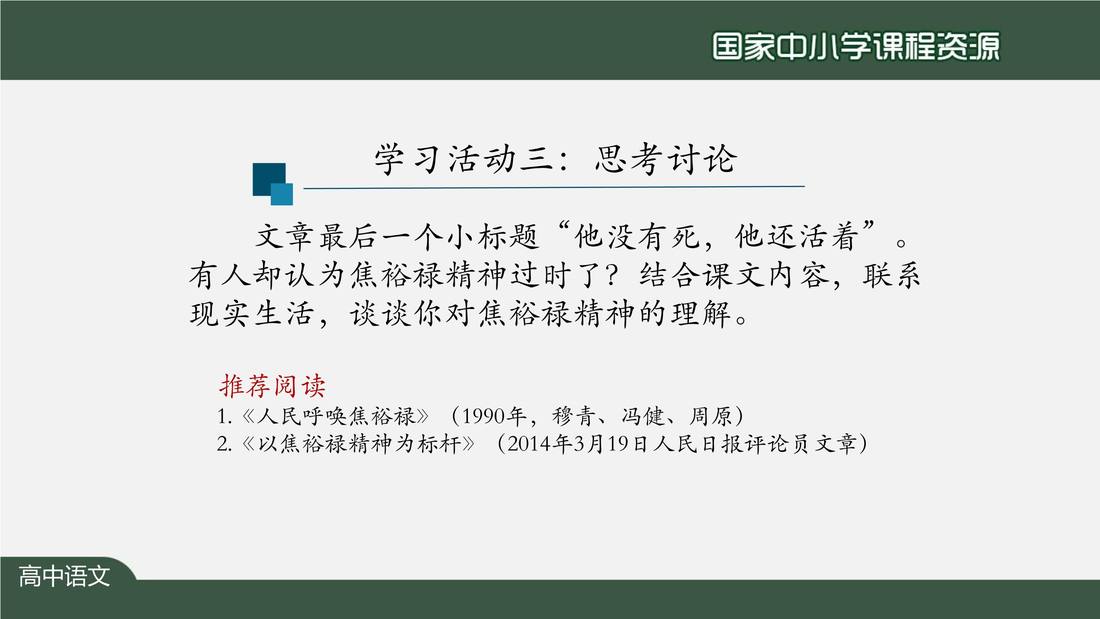 国家中小学课程资源
学习活动三：思考讨论
文章最后一个小标题“他没有死，他还活着”。
有人却认为焦裕禄精神过时了？结合课文内容，联系
现实生活，谈谈你对焦裕禄精神的理解。
推荐阅读
1.《人民呼唤焦裕禄》（1990年，穆青、冯健、周原）
2.《以焦裕禄精神为标杆》（2014年3月19日人民日报评论员文章）
高中语文